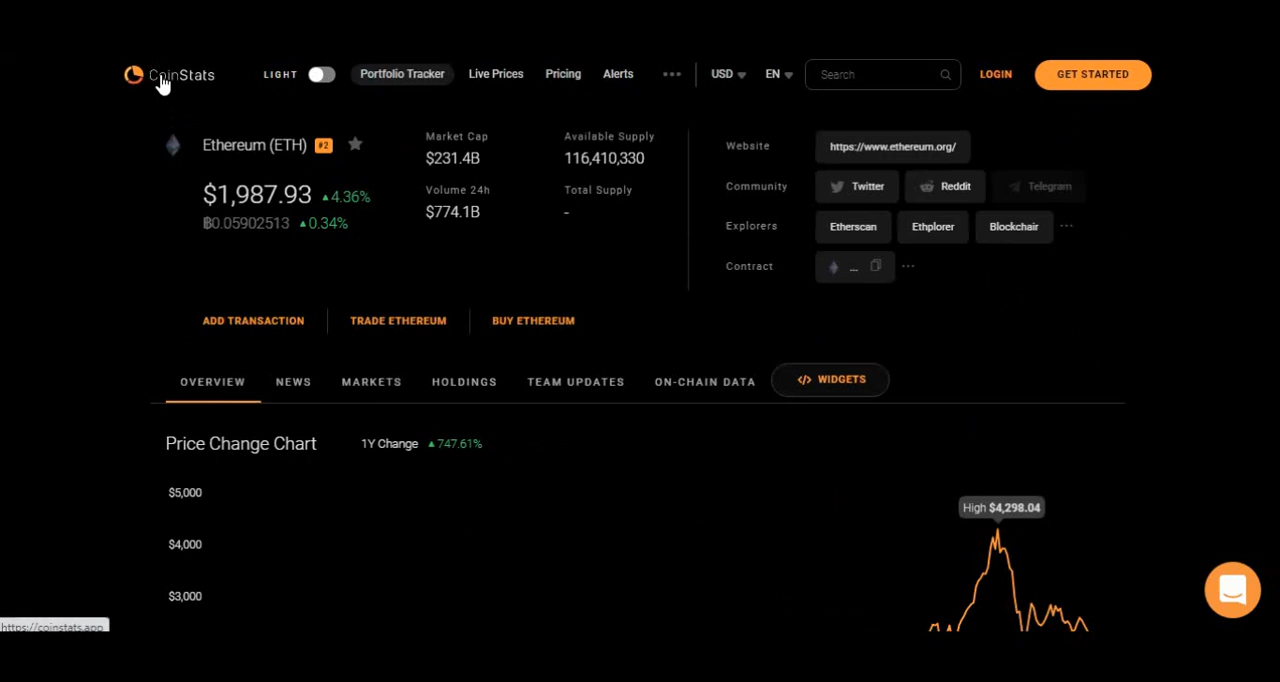 CoinStats LIGHT Portfolio Tracker Live Prices Pricing Alerts ••• USD EN Search LOGIN GET STARTED
Ethereum (ETH) #2
$1,987.93 ▲4.36%
฿0.05902513 ▲0.34%
Market Cap
$231.4B
Volume 24h
$774.1B
Available Supply
116,410,330
Total Supply
-
Website https://www.ethereum.org/
Community Twitter Reddit Telegram
Explorers Etherscan Ethplorer Blockchair ...
Contract ... ...
ADD TRANSACTION TRADE ETHEREUM BUY ETHEREUM
OVERVIEW NEWS MARKETS HOLDINGS TEAM UPDATES ON-CHAIN DATA </> WIDGETS
Price Change Chart 1Y Change ▲747.61%
$5,000
High $4,298.04
$4,000
$3,000
https://coinstats.app